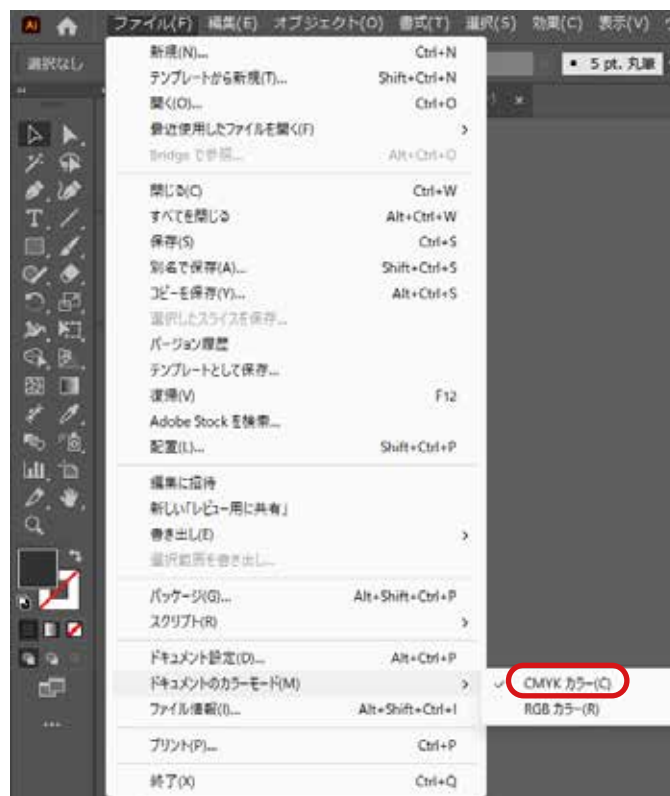 Ai
ファイル(F) 編集(E) オブジェクト(O) 書式(T) 選択(S) 効果(C) 表示(V)
選択なし
5 pt. 丸筆
新規(N)... Ctrl+N
テンプレートから新規(T)... Shift+Ctrl+N
開く(O)... Ctrl+O
最近使用したファイルを開く(F)
Bridge で参照... Alt+Ctrl+O
閉じる(C) Ctrl+W
すべてを閉じる Alt+Ctrl+W
保存(S) Ctrl+S
別名で保存(A)... Shift+Ctrl+S
コピーを保存(Y)... Alt+Ctrl+S
選択したスライスを保存...
バージョン履歴
テンプレートとして保存...
復帰(V) F12
Adobe Stock を検索...
配置(L)... Shift+Ctrl+P
編集に招待
新しい「レビュー用に共有」
書き出し(E)
選択範囲を書き出し...
パッケージ(G)... Alt+Shift+Ctrl+P
スクリプト(R)
ドキュメント設定(D)... Alt+Ctrl+P
ドキュメントのカラーモード(M)
✓ CMYK カラー(C)
RGB カラー(R)
ファイル情報(I)... Alt+Shift+Ctrl+I
プリント(P)... Ctrl+P
終了(X) Ctrl+Q